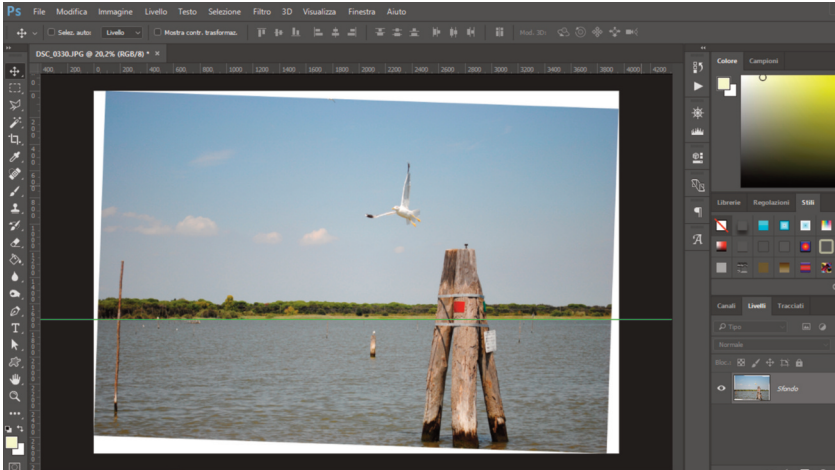 Ps File Modifica Immagine Livello Testo Selezione Filtro 3D Visualizza Finestra Aiuto
Selez. auto: Livello Mostra contr. trasformaz. Mod. 3D:
DSC_0330.JPG @ 20,2% (RGB/8) * ×
400 200 0 200 400 600 800 1000 1200 1400 1600 1800 2000 2200 2400 2600 2800 3000 3200 3400 3600 3800 4000 4200
Colore Campioni
Librerie Regolazioni Stili
Canali Livelli Tracciati
Tipo
Normale
Bloc.:
Sfondo